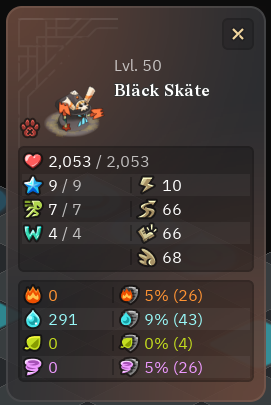 Lvl. 50
Bläck Skäte
2,053 / 2,053
9 / 9 10
7 / 7 66
4 / 4 66
68
0 5% (26)
291 9% (43)
0 0% (4)
0 5% (26)